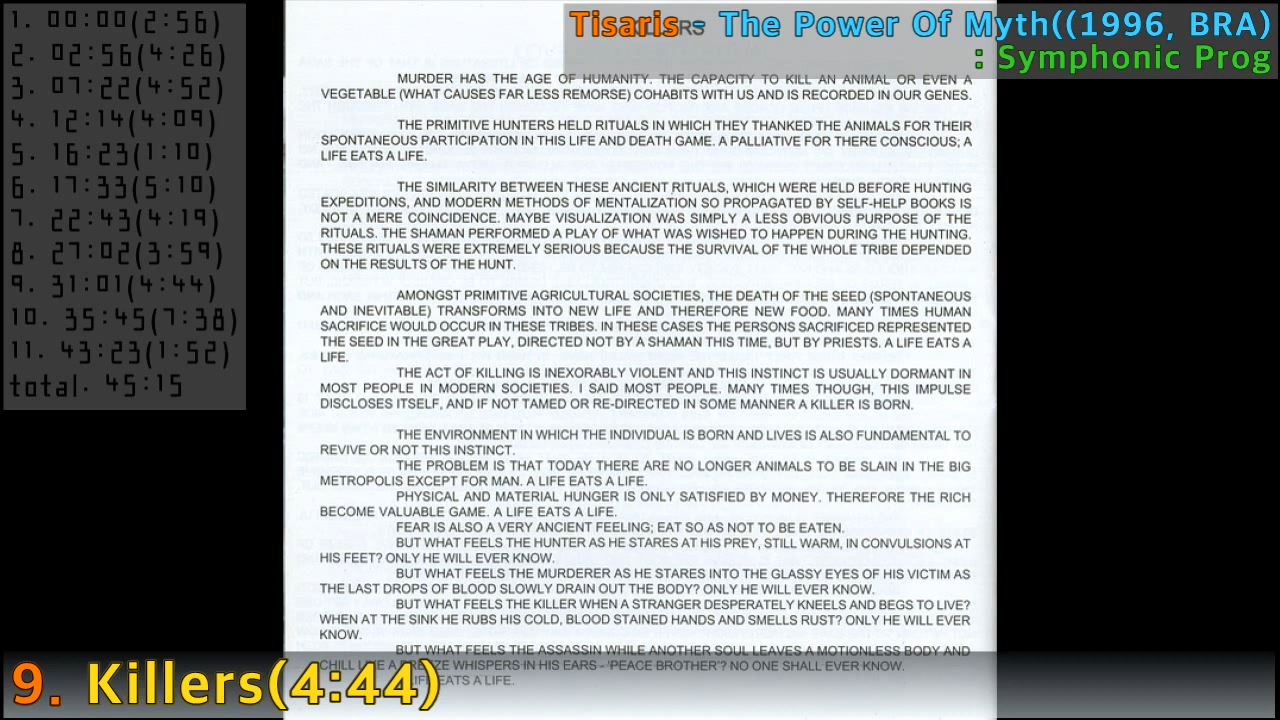 1. 00:00(2:56)
2. 02:56(4:26)
3. 07:22(4:52)
4. 12:14(4:09)
5. 16:23(1:10)
6. 17:33(5:10)
7. 22:43(4:19)
8. 27:02(3:59)
9. 31:01(4:44)
10. 35:45(7:38)
11. 43:23(1:52)
total. 45:15
Tisaris - The Power Of Myth((1996, BRA)
: Symphonic Prog
MURDER HAS THE AGE OF HUMANITY. THE CAPACITY TO KILL AN ANIMAL OR EVEN A
VEGETABLE (WHAT CAUSES FAR LESS REMORSE) COHABITS WITH US AND IS RECORDED IN OUR GENES.
THE PRIMITIVE HUNTERS HELD RITUALS IN WHICH THEY THANKED THE ANIMALS FOR THEIR
SPONTANEOUS PARTICIPATION IN THIS LIFE AND DEATH GAME. A PALLIATIVE FOR THERE CONSCIOUS; A
LIFE EATS A LIFE.
THE SIMILARITY BETWEEN THESE ANCIENT RITUALS, WHICH WERE HELD BEFORE HUNTING
EXPEDITIONS, AND MODERN METHODS OF MENTALIZATION SO PROPAGATED BY SELF-HELP BOOKS IS
NOT A MERE COINCIDENCE. MAYBE VISUALIZATION WAS SIMPLY A LESS OBVIOUS PURPOSE OF THE
RITUALS. THE SHAMAN PERFORMED A PLAY OF WHAT WAS WISHED TO HAPPEN DURING THE HUNTING.
THESE RITUALS WERE EXTREMELY SERIOUS BECAUSE THE SURVIVAL OF THE WHOLE TRIBE DEPENDED
ON THE RESULTS OF THE HUNT.
AMONGST PRIMITIVE AGRICULTURAL SOCIETIES, THE DEATH OF THE SEED (SPONTANEOUS
AND INEVITABLE) TRANSFORMS INTO NEW LIFE AND THEREFORE NEW FOOD. MANY TIMES HUMAN
SACRIFICE WOULD OCCUR IN THESE TRIBES. IN THESE CASES THE PERSONS SACRIFICED REPRESENTED
THE SEED IN THE GREAT PLAY, DIRECTED NOT BY A SHAMAN THIS TIME, BUT BY PRIESTS. A LIFE EATS A
LIFE.
THE ACT OF KILLING IS INEXORABLY VIOLENT AND THIS INSTINCT IS USUALLY DORMANT IN
MOST PEOPLE IN MODERN SOCIETIES. I SAID MOST PEOPLE. MANY TIMES THOUGH, THIS IMPULSE
DISCLOSES ITSELF, AND IF NOT TAMED OR RE-DIRECTED IN SOME MANNER A KILLER IS BORN.
THE ENVIRONMENT IN WHICH THE INDIVIDUAL IS BORN AND LIVES IS ALSO FUNDAMENTAL TO
REVIVE OR NOT THIS INSTINCT.
THE PROBLEM IS THAT TODAY THERE ARE NO LONGER ANIMALS TO BE SLAIN IN THE BIG
METROPOLIS EXCEPT FOR MAN. A LIFE EATS A LIFE.
PHYSICAL AND MATERIAL HUNGER IS ONLY SATISFIED BY MONEY. THEREFORE THE RICH
BECOME VALUABLE GAME. A LIFE EATS A LIFE.
FEAR IS ALSO A VERY ANCIENT FEELING; EAT SO AS NOT TO BE EATEN.
BUT WHAT FEELS THE HUNTER AS HE STARES AT HIS PREY, STILL WARM, IN CONVULSIONS AT
HIS FEET? ONLY HE WILL EVER KNOW.
BUT WHAT FEELS THE MURDERER AS HE STARES INTO THE GLASSY EYES OF HIS VICTIM AS
THE LAST DROPS OF BLOOD SLOWLY DRAIN OUT THE BODY? ONLY HE WILL EVER KNOW.
BUT WHAT FEELS THE KILLER WHEN A STRANGER DESPERATELY KNEELS AND BEGS TO LIVE?
WHEN AT THE SINK HE RUBS HIS COLD, BLOOD STAINED HANDS AND SMELLS RUST? ONLY HE WILL EVER
KNOW.
BUT WHAT FEELS THE ASSASSIN WHILE ANOTHER SOUL LEAVES A MOTIONLESS BODY AND
CHILL LIKE A BREEZE WHISPERS IN HIS EARS - 'PEACE BROTHER'? NO ONE SHALL EVER KNOW.
LIFE EATS A LIFE.
9. Killers(4:44)